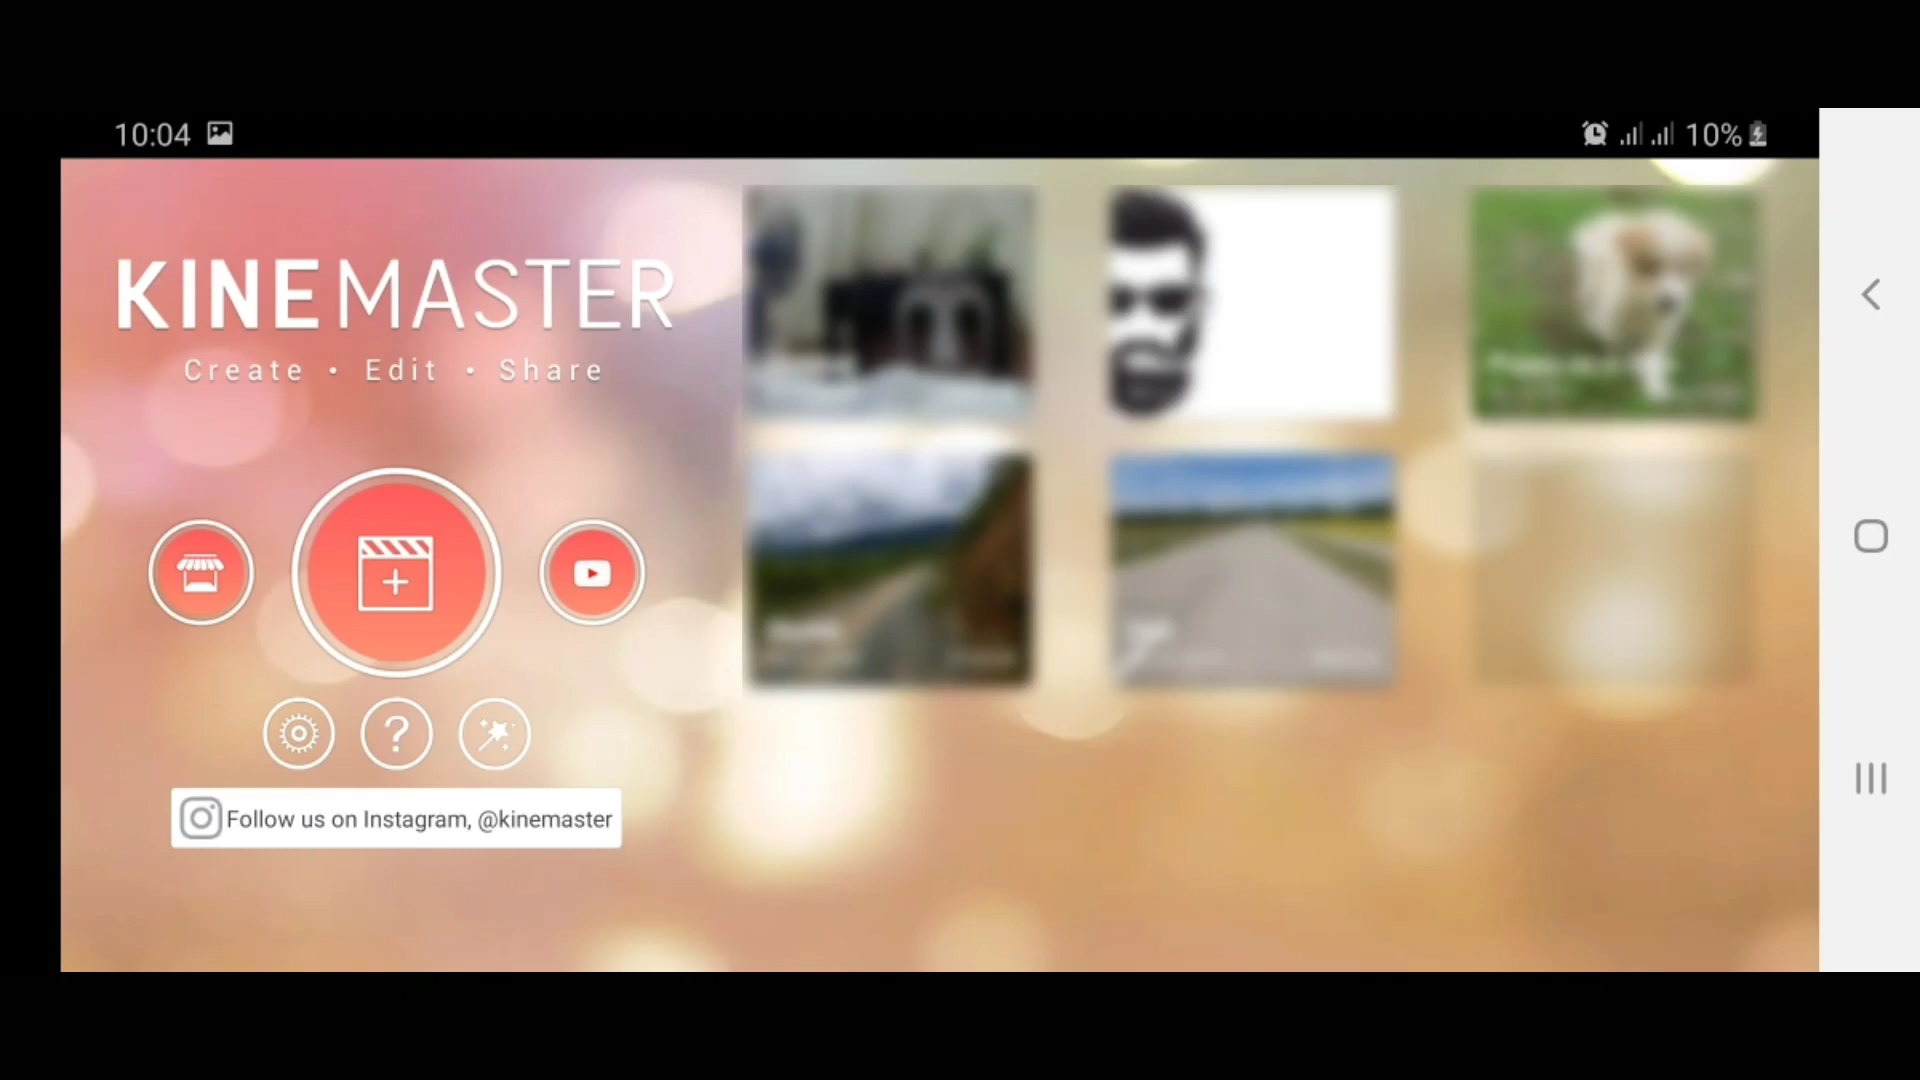 10:04
10%
KINEMASTER
Create • Edit • Share
?
Follow us on Instagram, @kinemaster